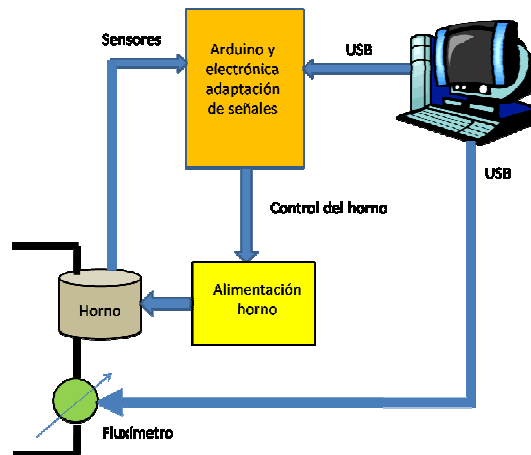 Sensores
Arduino y
electrónica
adaptación
de señales
USB
USB
Control del horno
Alimentación
horno
Horno
Fluxímetro